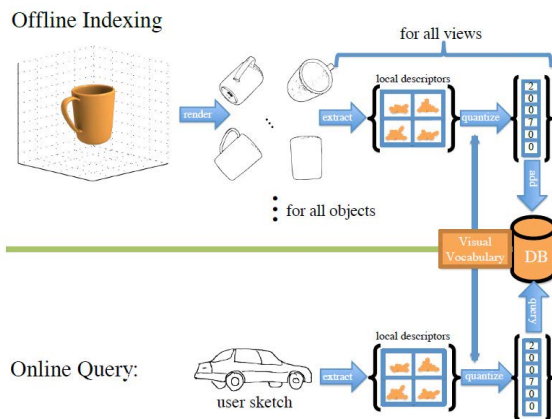 Offline Indexing
for all views
local descriptors
render
extract
quantize
2
0
0
7
0
0
add
for all objects
Visual
Vocabulary
DB
query
local descriptors
Online Query:
user sketch
extract
quantize
2
0
0
7
0
0